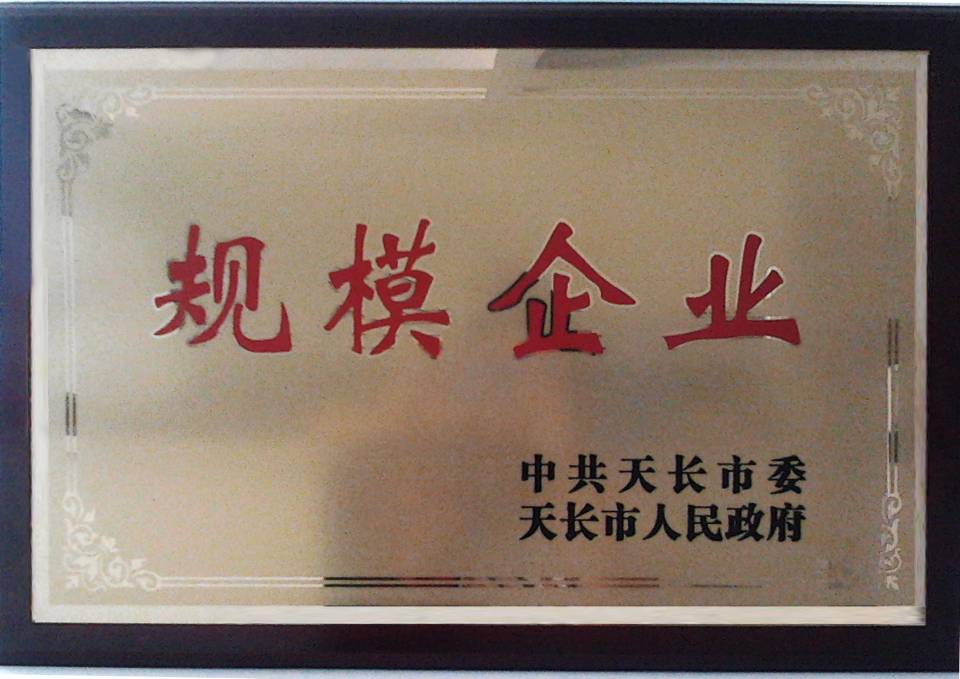 规模企业
中共天长市委
天长市人民政府